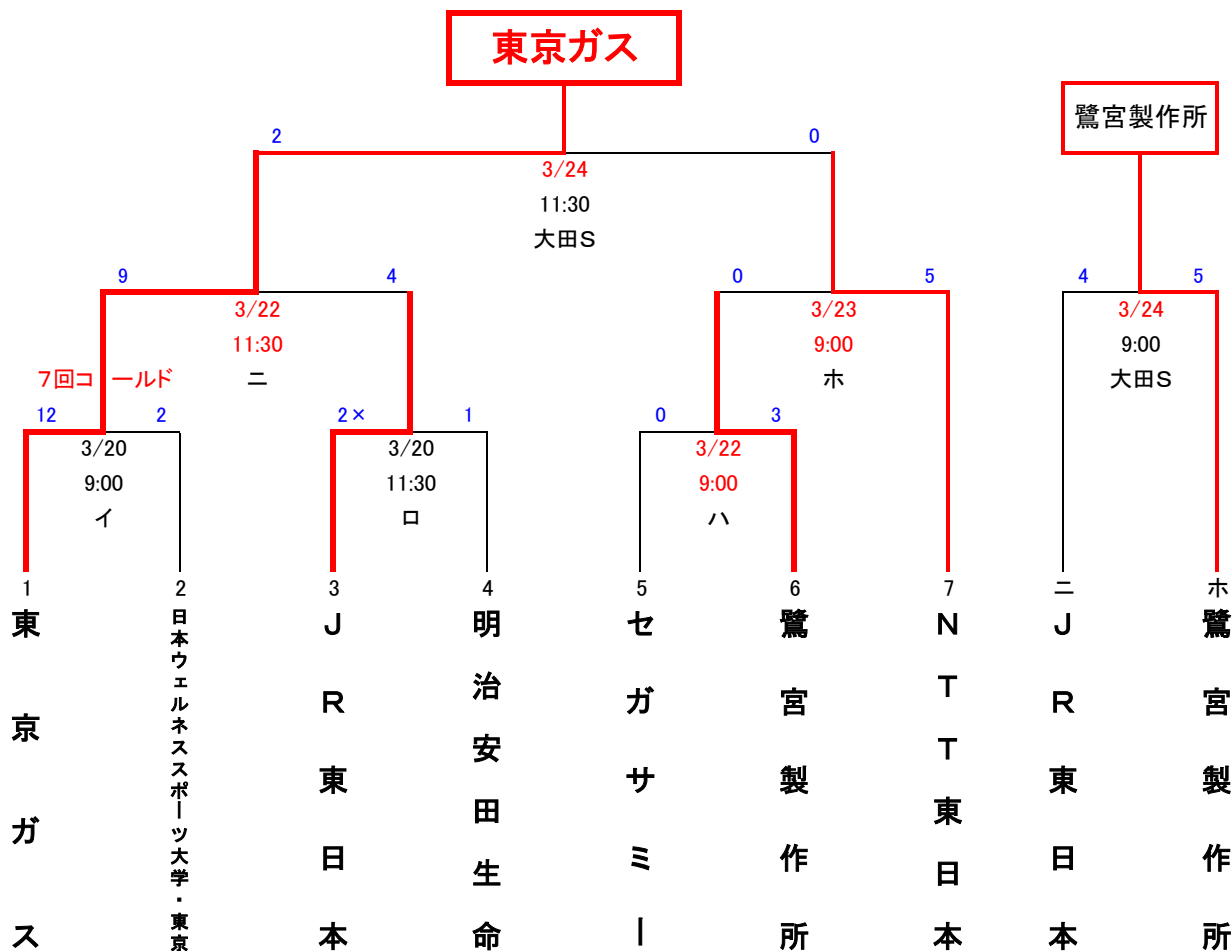 東京ガス
鷺宮製作所
2
0
3/24
11:30
大田S
9
4
0
5
4
5
3/22
11:30
ニ
3/23
9:00
ホ
3/24
9:00
大田S
7回コールド
12
2
2×
1
0
3
3/20
9:00
イ
3/20
11:30
ロ
3/22
9:00
ハ
1
2
3
4
5
6
7
ニ
ホ
東京ガス
日本ウェルネススポーツ大学・東京
JR東日本
明治安田生命
セガサミー
鷺宮製作所
NTT東日本
JR東日本
鷺宮製作所